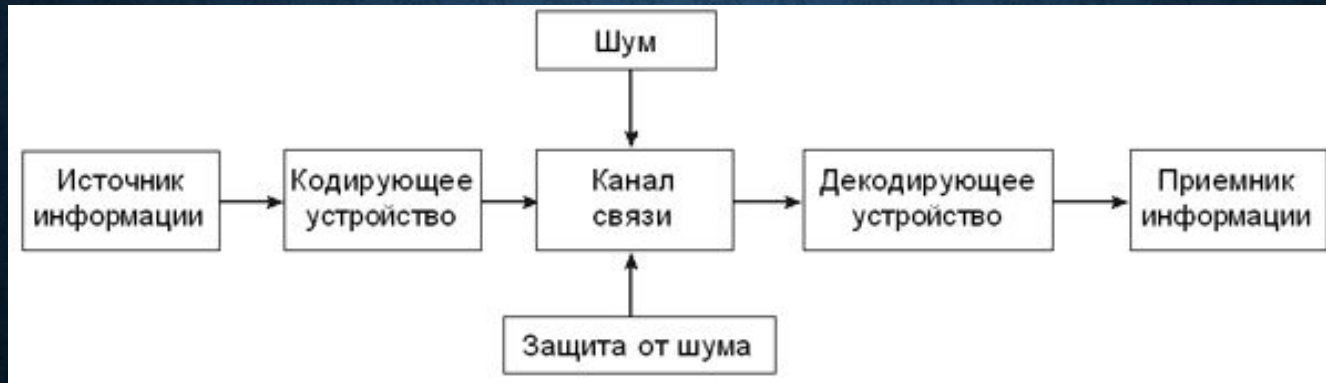 Шум
Источник
информации
Кодирующее
устройство
Канал
связи
Декодирующее
устройство
Приемник
информации
Защита от шума